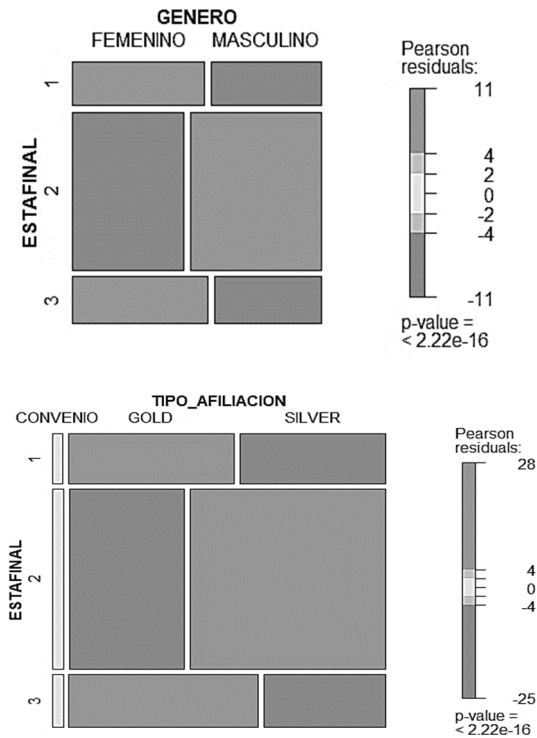 GENERO
FEMENINO MASCULINO
ESTAFINAL
1
2
3
Pearson
residuals:
11
4
2
0
-2
-4
-11
p-value =
< 2.22e-16
TIPO_AFILIACION
CONVENIO GOLD SILVER
ESTAFINAL
1
2
3
Pearson
residuals:
28
4
0
-4
-25
p-value =
< 2.22e-16